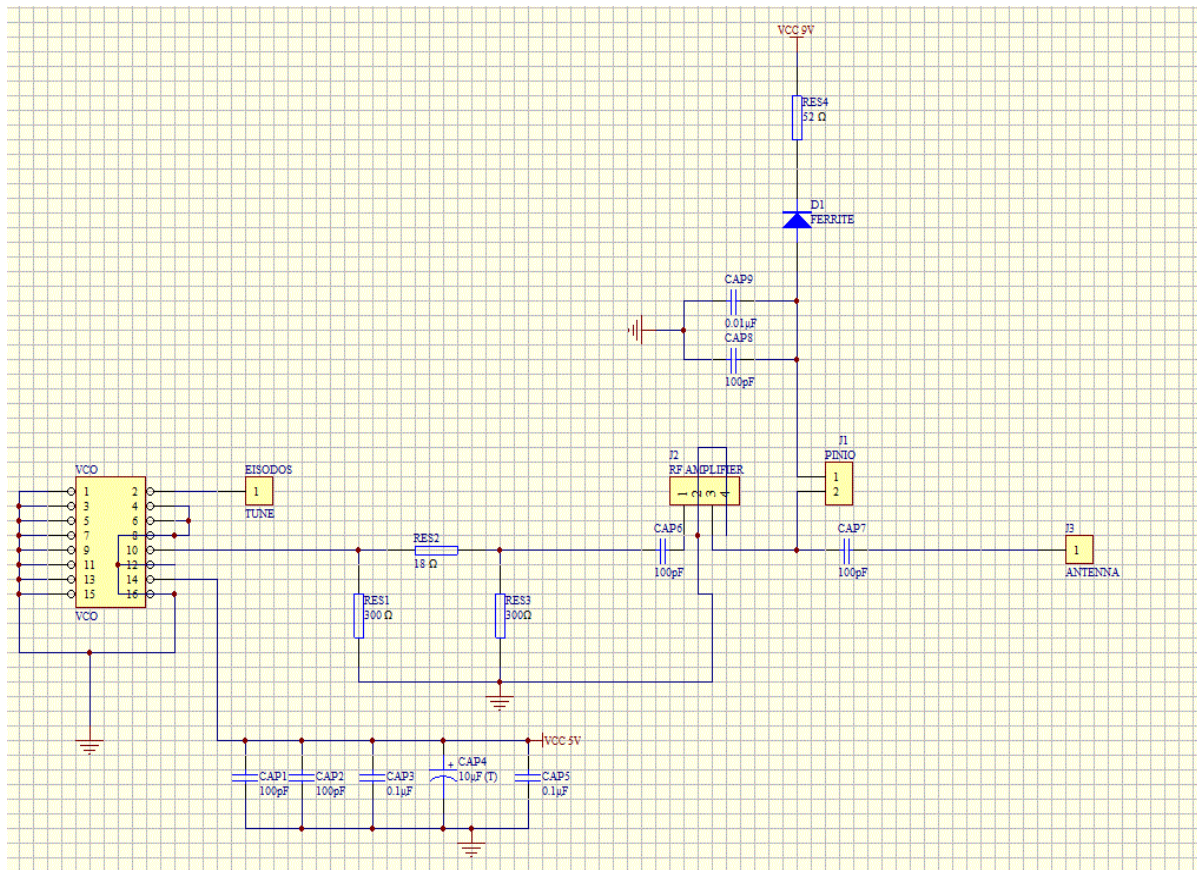 VCC 9V
RES4
52 Ω
D1
FERRITE
CAP9
0.01µF
CAP8
100pF
J1
PINIO
1
2
J2
RF AMPLIFIER
1 2 3 4
VCO
1 2
3 4
5 6
7 8
9 10
11 12
13 14
15 16
VCO
EISODOS
1
TUNE
RES2
18 Ω
CAP6
100pF
CAP7
100pF
J3
1
ANTENNA
RES1
300 Ω
RES3
300Ω
VCC 5V
CAP1
100pF
CAP2
100pF
CAP3
0.1µF
+
CAP4
10µF (T)
CAP5
0.1µF